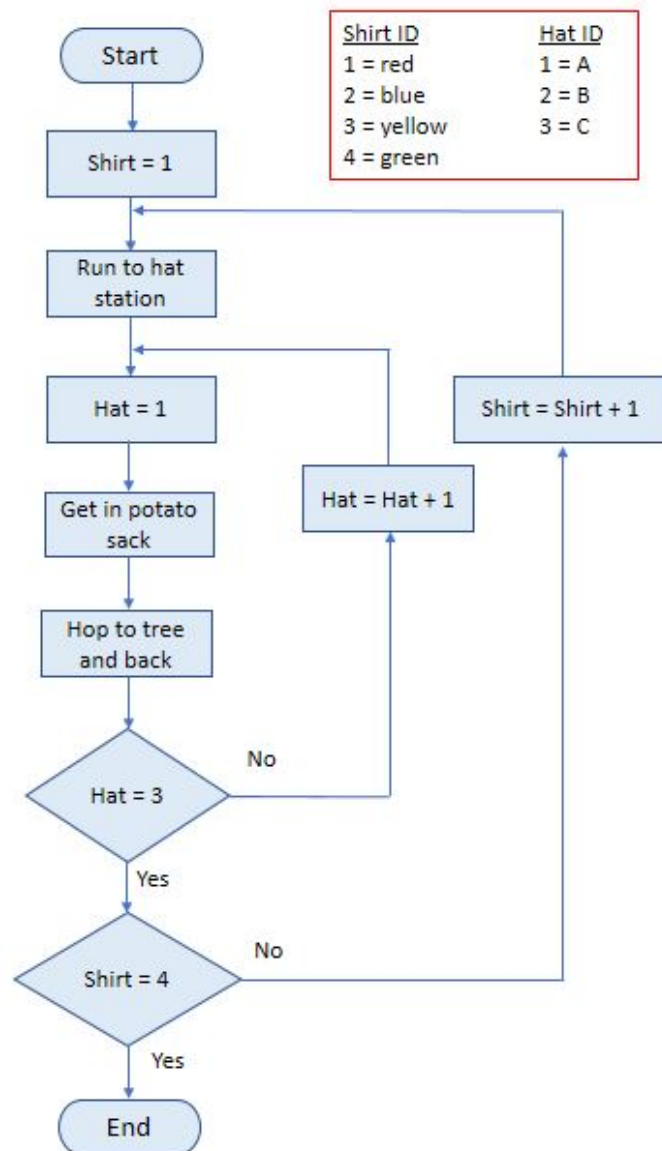 Start
Shirt ID
1 = red
2 = blue
3 = yellow
4 = green
Hat ID
1 = A
2 = B
3 = C
Shirt = 1
Run to hat
station
Hat = 1
Shirt = Shirt + 1
Hat = Hat + 1
Get in potato
sack
Hop to tree
and back
No
Hat = 3
Yes
No
Shirt = 4
Yes
End